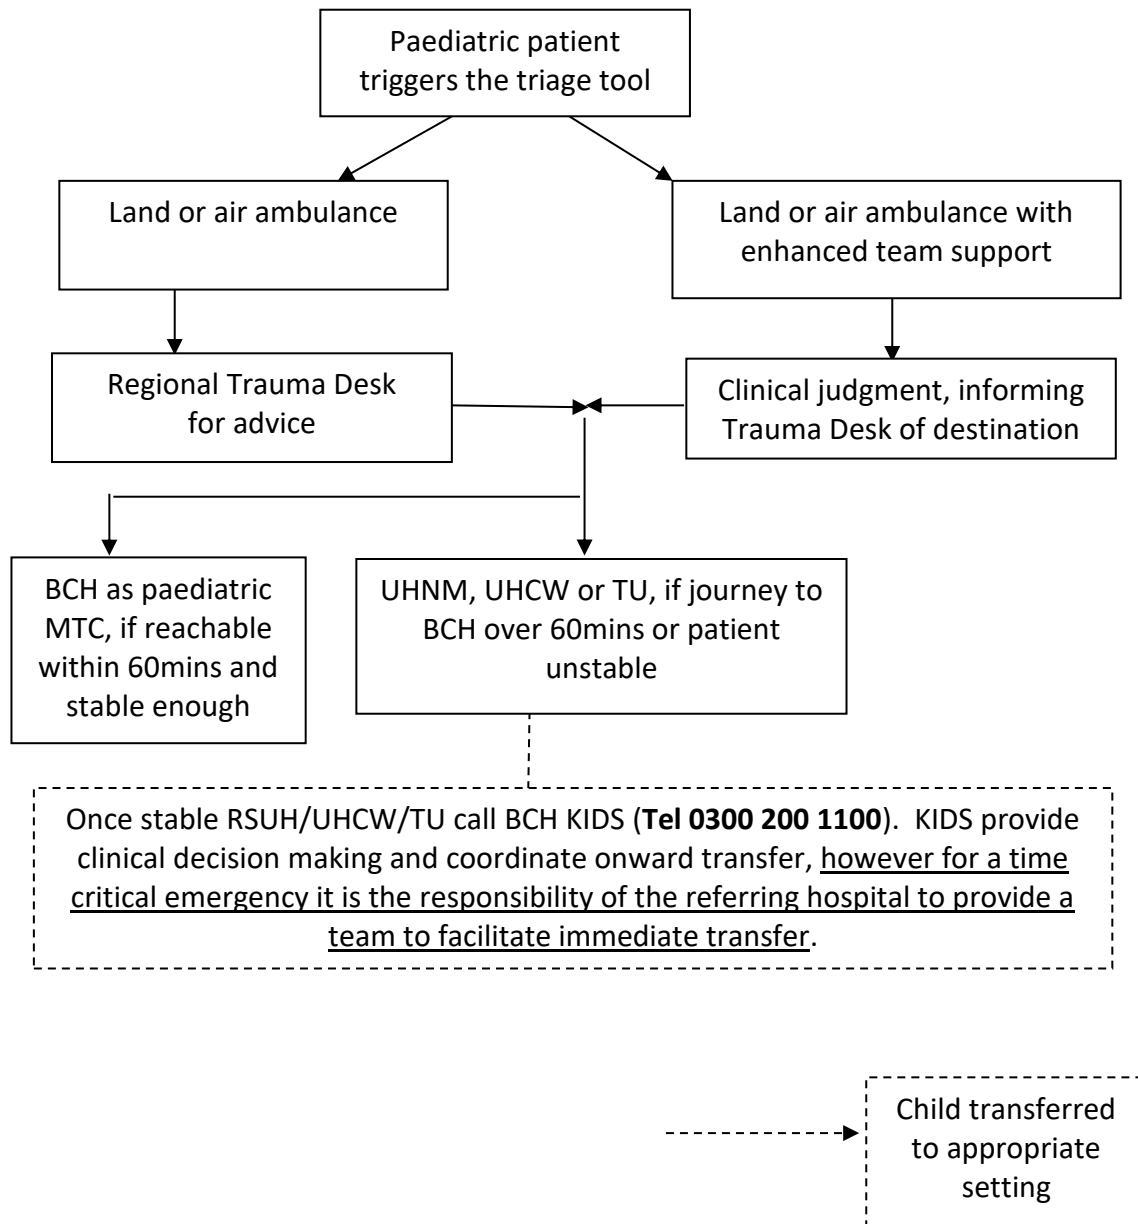 Paediatric patient
triggers the triage tool
Land or air ambulance
Land or air ambulance with
enhanced team support
Regional Trauma Desk
for advice
Clinical judgment, informing
Trauma Desk of destination
BCH as paediatric
MTC, if reachable
within 60mins and
stable enough
UHNM, UHCW or TU, if journey to
BCH over 60mins or patient
unstable
Once stable RSUH/UHCW/TU call BCH KIDS (Tel 0300 200 1100).  KIDS provide
clinical decision making and coordinate onward transfer, however for a time
critical emergency it is the responsibility of the referring hospital to provide a
team to facilitate immediate transfer.
Child transferred
to appropriate
setting